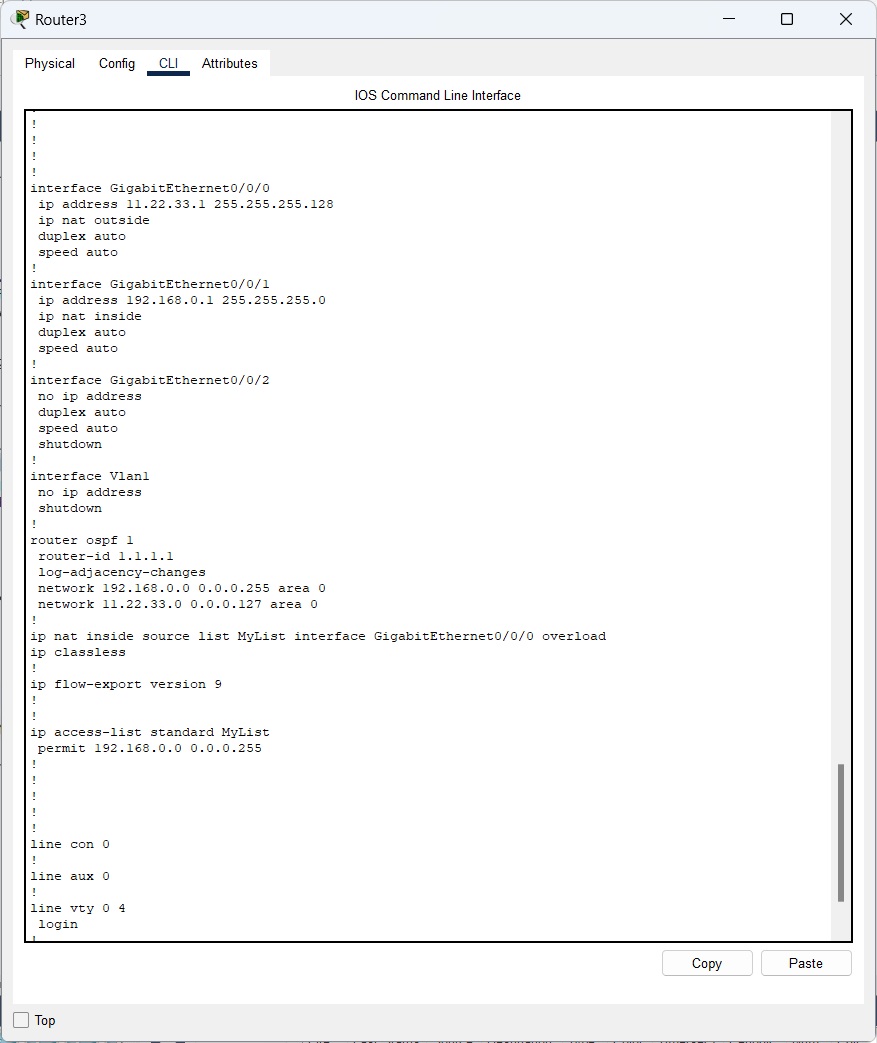 Router3
Physical Config CLI Attributes
IOS Command Line Interface
!
!
!
!
interface GigabitEthernet0/0/0
ip address 11.22.33.1 255.255.255.128
ip nat outside
duplex auto
speed auto
!
interface GigabitEthernet0/0/1
ip address 192.168.0.1 255.255.255.0
ip nat inside
duplex auto
speed auto
!
interface GigabitEthernet0/0/2
no ip address
duplex auto
speed auto
shutdown
!
interface Vlan1
no ip address
shutdown
!
router ospf 1
router-id 1.1.1.1
log-adjacency-changes
network 192.168.0.0 0.0.0.255 area 0
network 11.22.33.0 0.0.0.127 area 0
!
ip nat inside source list MyList interface GigabitEthernet0/0/0 overload
ip classless
!
ip flow-export version 9
!
!
ip access-list standard MyList
permit 192.168.0.0 0.0.0.255
!
!
!
!
!
line con 0
!
line aux 0
!
line vty 0 4
login
Copy Paste
Top